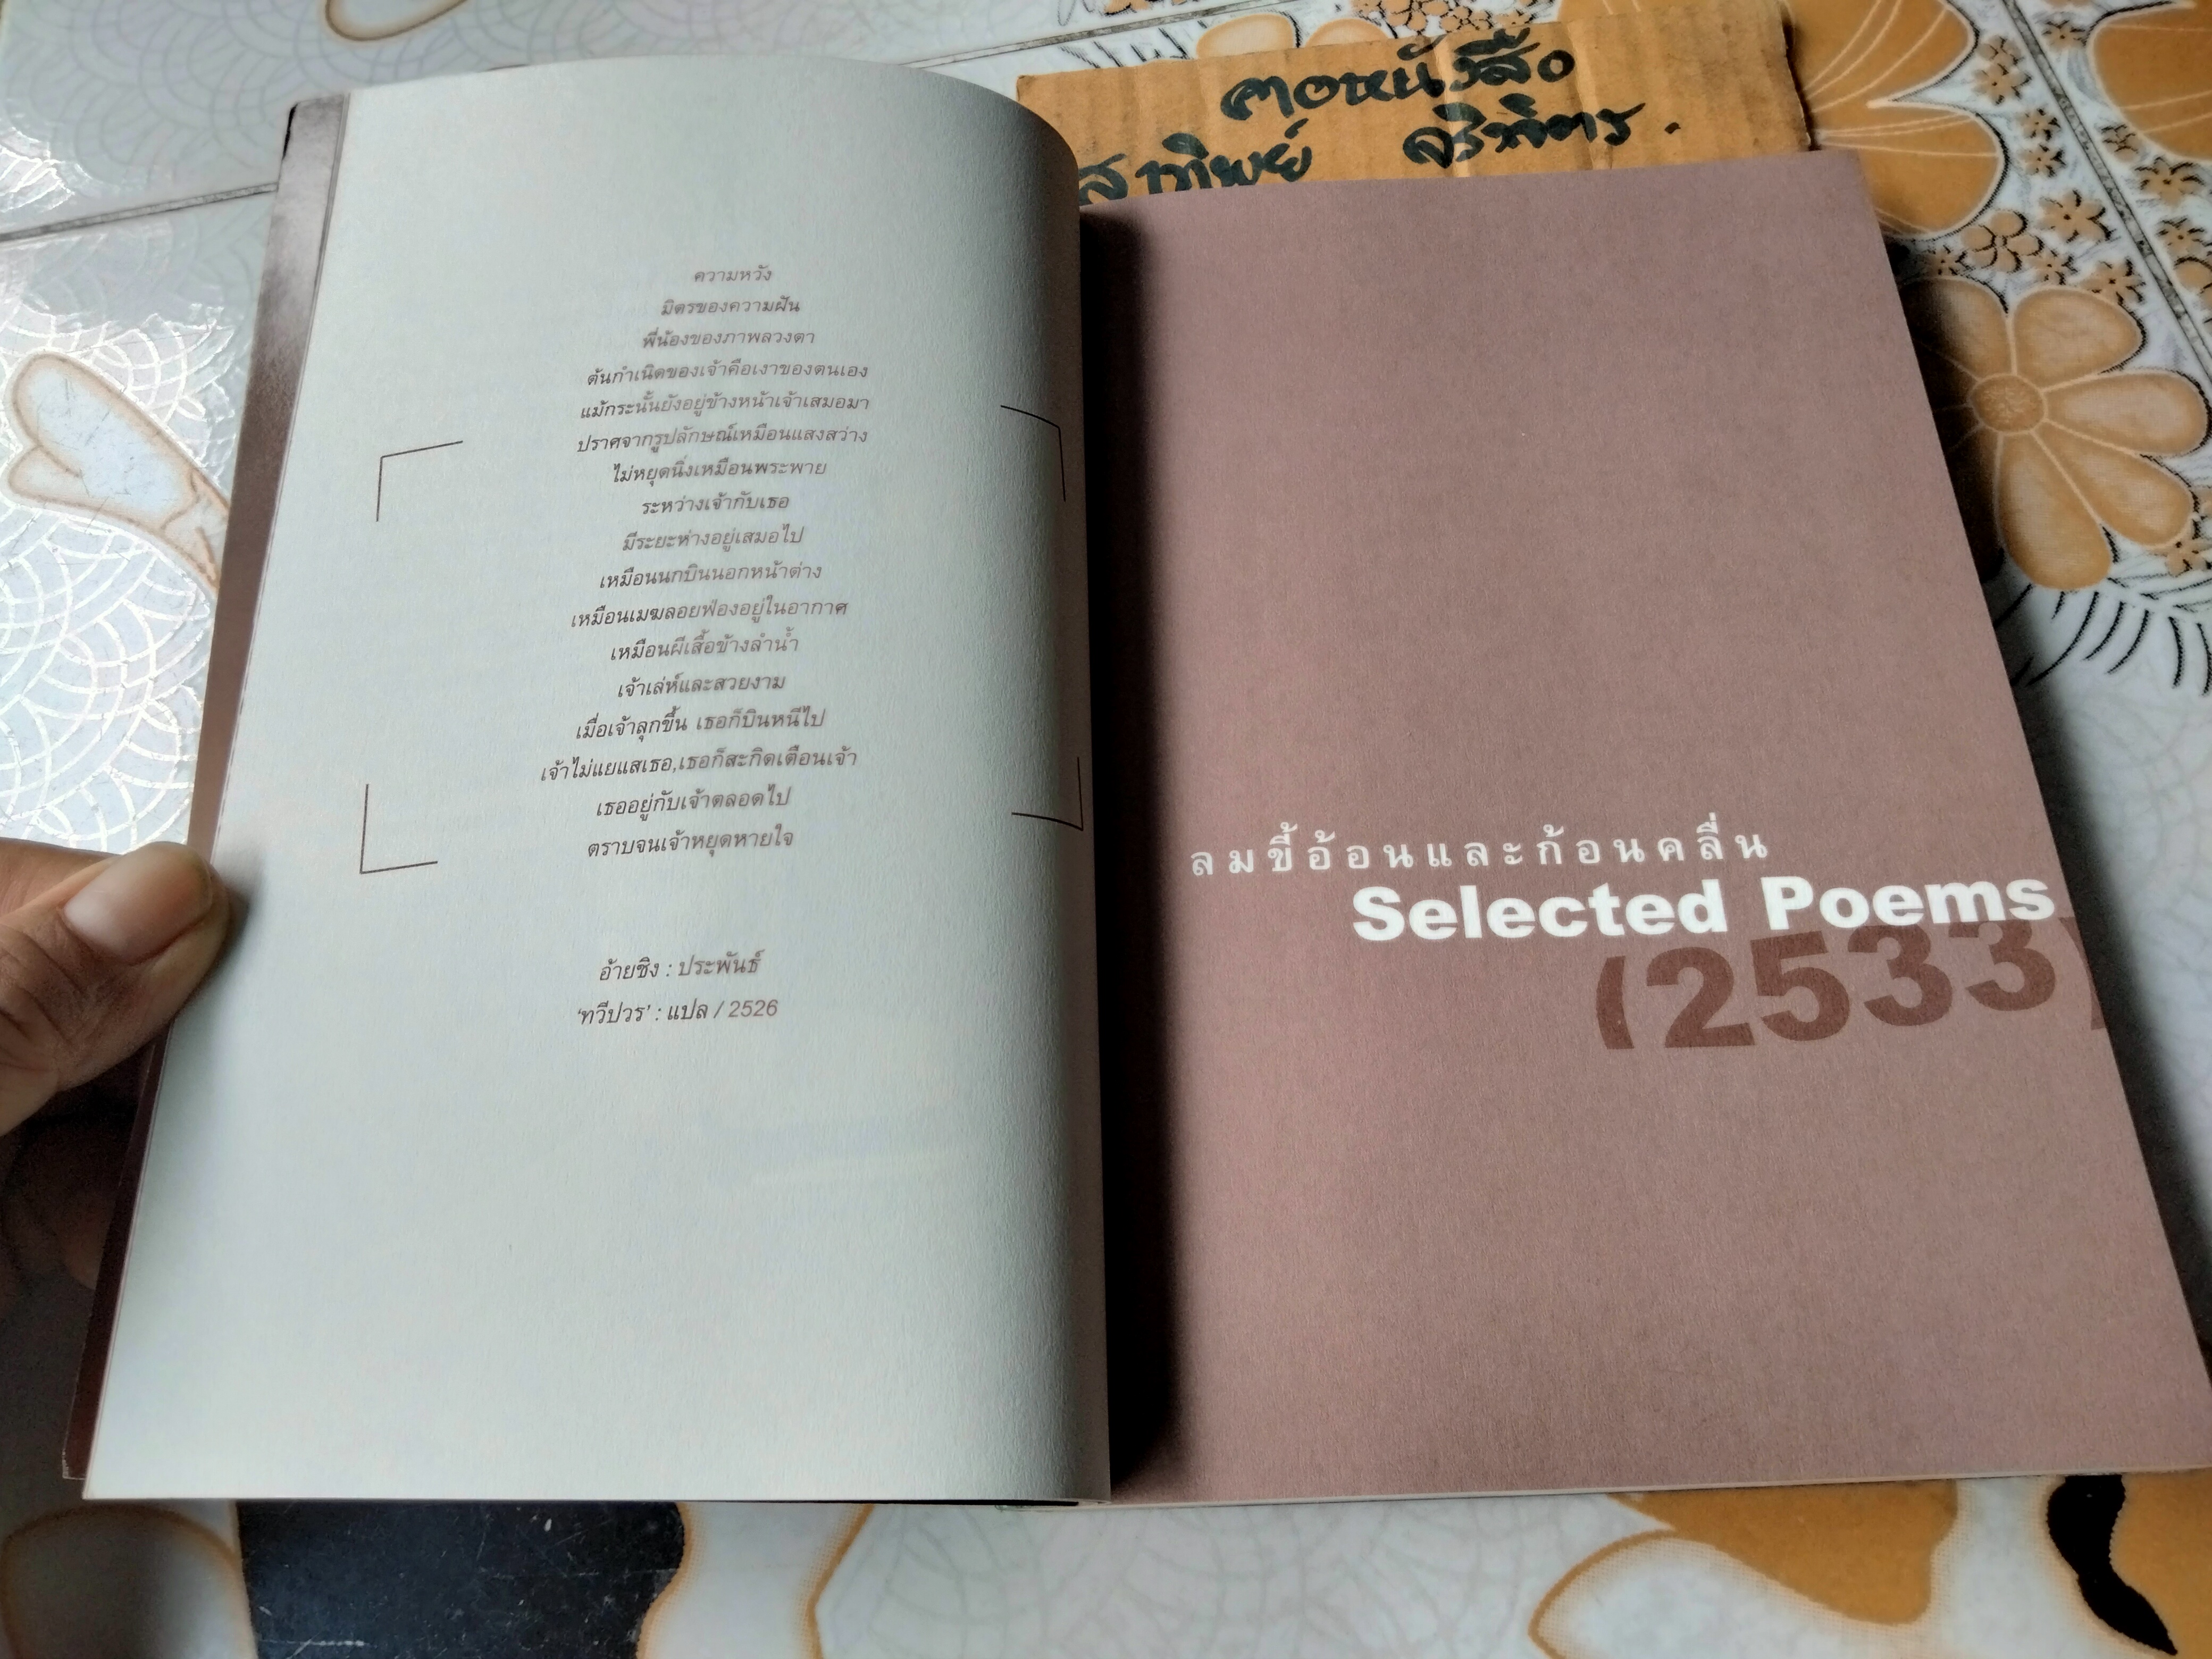 ฅอหนังสือ
สาทิพย์ จริพิตร.
ความหวัง
มิตรของความฝัน
พี่น้องของภาพลวงตา
ต้นกำเนิดของเจ้าคือเงาของตนเอง
แม้กระนั้นยังอยู่ข้างหน้าเจ้าเสมอมา
ปราศจากรูปลักษณ์เหมือนแสงสว่าง
ไม่หยุดนิ่งเหมือนพระพาย
ระหว่างเจ้ากับเธอ
มีระยะห่างอยู่เสมอไป
เหมือนนกบินนอกหน้าต่าง
เหมือนเมฆลอยฟ่องอยู่ในอากาศ
เหมือนผีเสื้อข้างลำน้ำ
เจ้าเล่ห์และสวยงาม
เมื่อเจ้าลุกขึ้น เธอก็บินหนีไป
เจ้าไม่แยแสเธอ,เธอก็สะกิดเตือนเจ้า
เธออยู่กับเจ้าตลอดไป
ตราบจนเจ้าหยุดหายใจ
อ้ายชิง : ประพันธ์
'ทวีปวร' : แปล / 2526
ลมขี้อ้อนและก้อนคลื่น
Selected Poems
(2533)